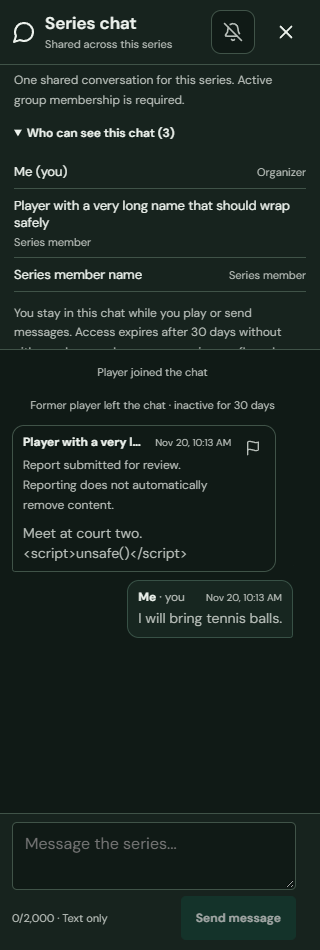 Series chat
Shared across this series
One shared conversation for this series. Active
group membership is required.
▼ Who can see this chat (3)
Me (you) Organizer
Player with a very long name that should wrap
safely
Series member
Series member name Series member
You stay in this chat while you play or send
messages. Access expires after 30 days without
Player joined the chat
Former player left the chat · inactive for 30 days
Player with a very l... Nov 20, 10:13 AM
Report submitted for review.
Reporting does not automatically
remove content.
Meet at court two.
<script>unsafe()</script>
Me · you Nov 20, 10:13 AM
I will bring tennis balls.
Message the series...
0/2,000 · Text only
Send message